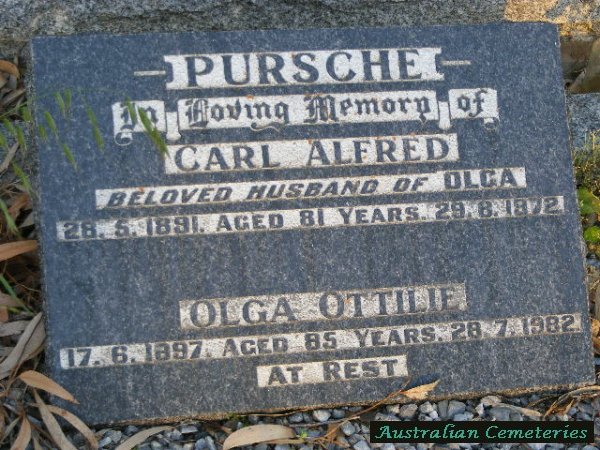 PURSCHE
In Loving Memory of
CARL ALFRED
BELOVED HUSBAND OF OLGA
28. 5. 1891. AGED 81 YEARS. 29. 8. 1972.
OLGA OTTILIE
17. 6. 1897. AGED 85 YEARS. 28. 7. 1982
AT REST
Australian Cemeteries